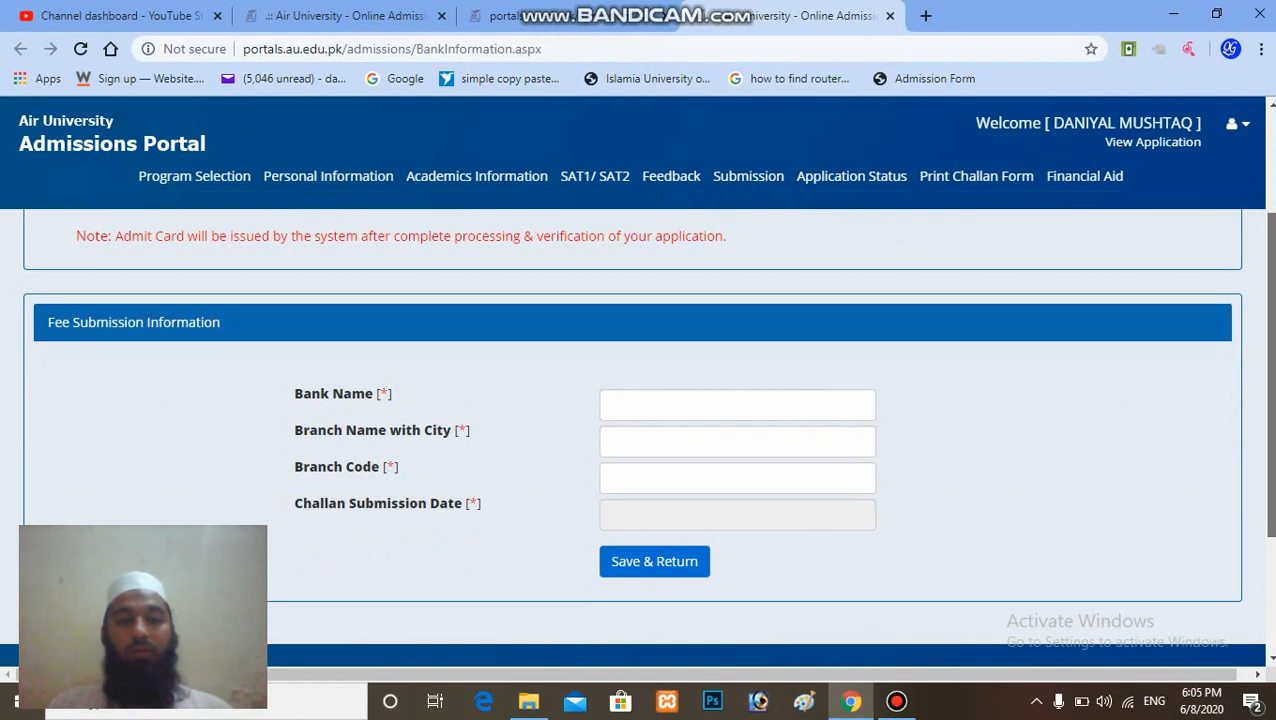 Channel dashboard - YouTube St
.:: Air University - Online Admissi
portals
www.BANDICAM.com
niversity - Online Admissi
Not secure
portals.au.edu.pk/admissions/BankInformation.aspx
Apps
Sign up — Website....
(5,046 unread) - da...
Google
simple copy paste...
Islamia University o...
how to find router...
Admission Form
Air University
Admissions Portal
Welcome [ DANIYAL MUSHTAQ ]
View Application
Program Selection
Personal Information
Academics Information
SAT1/ SAT2
Feedback
Submission
Application Status
Print Challan Form
Financial Aid
Note: Admit Card will be issued by the system after complete processing & verification of your application.
Fee Submission Information
Bank Name [*]
Branch Name with City [*]
Branch Code [*]
Challan Submission Date [*]
Save & Return
Activate Windows
Go to Settings to activate Windows.
Ps
ENG
6:05 PM
6/8/2020
2